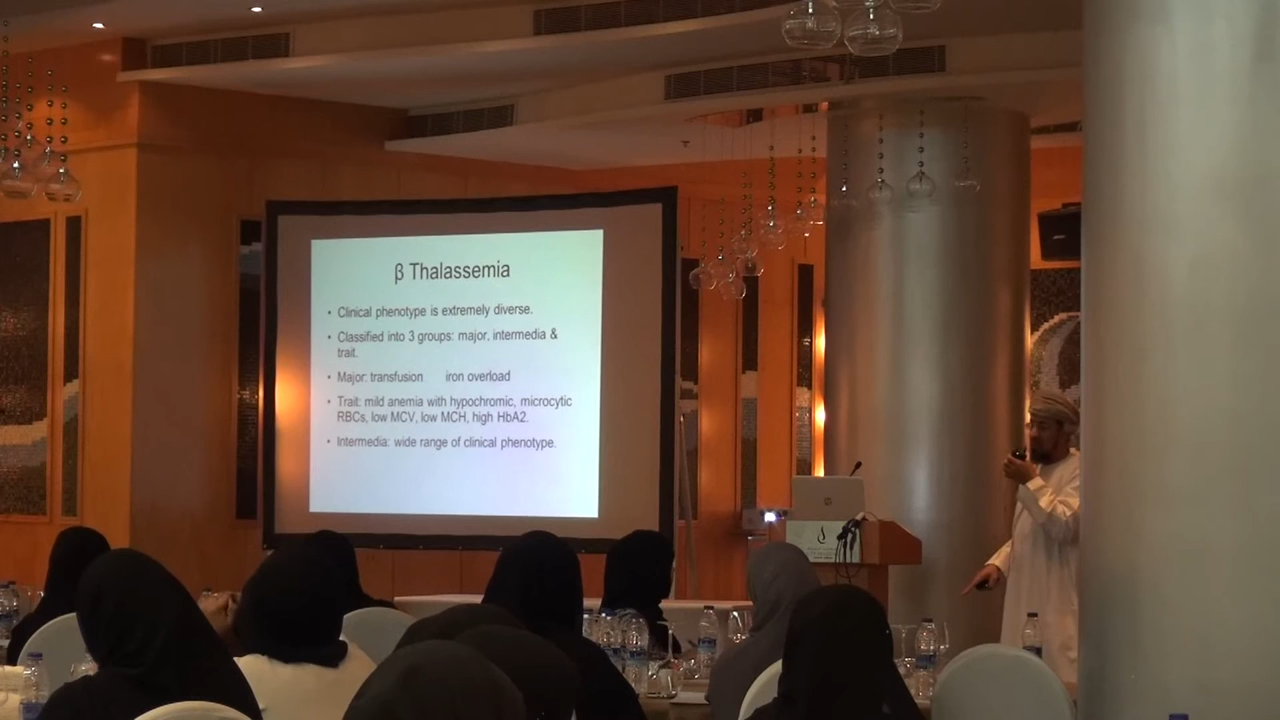 β Thalassemia
• Clinical phenotype is extremely diverse.
• Classified into 3 groups: major, intermedia &
trait.
• Major: transfusion iron overload
• Trait: mild anemia with hypochromic, microcytic
RBCs, low MCV, low MCH, high HbA2.
• Intermedia: wide range of clinical phenotype.